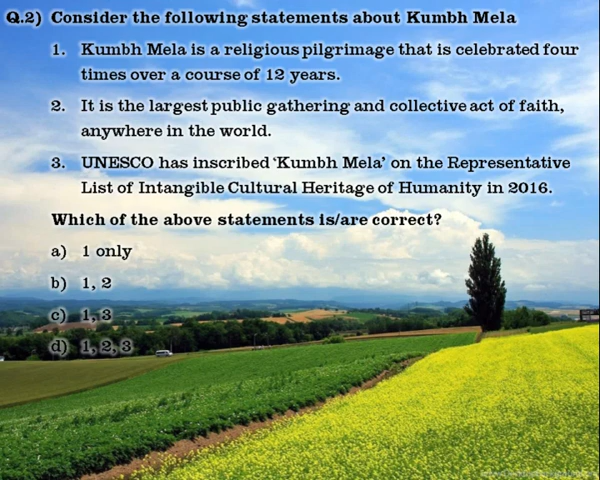 Q.2) Consider the following statements about Kumbh Mela
1. Kumbh Mela is a religious pilgrimage that is celebrated four
times over a course of 12 years.
2. It is the largest public gathering and collective act of faith,
anywhere in the world.
3. UNESCO has inscribed 'Kumbh Mela' on the Representative
List of Intangible Cultural Heritage of Humanity in 2016.
Which of the above statements is/are correct?
a) 1 only
b) 1, 2
c) 1,3
d) 1, 2, 3